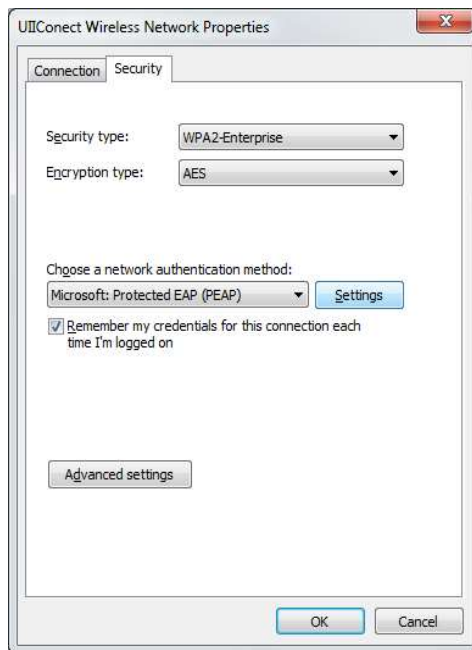 UIIConect Wireless Network Properties
Connection Security
Security type: WPA2-Enterprise
Encryption type: AES
Choose a network authentication method:
Microsoft: Protected EAP (PEAP) Settings
Remember my credentials for this connection each
time I'm logged on
Advanced settings
OK Cancel